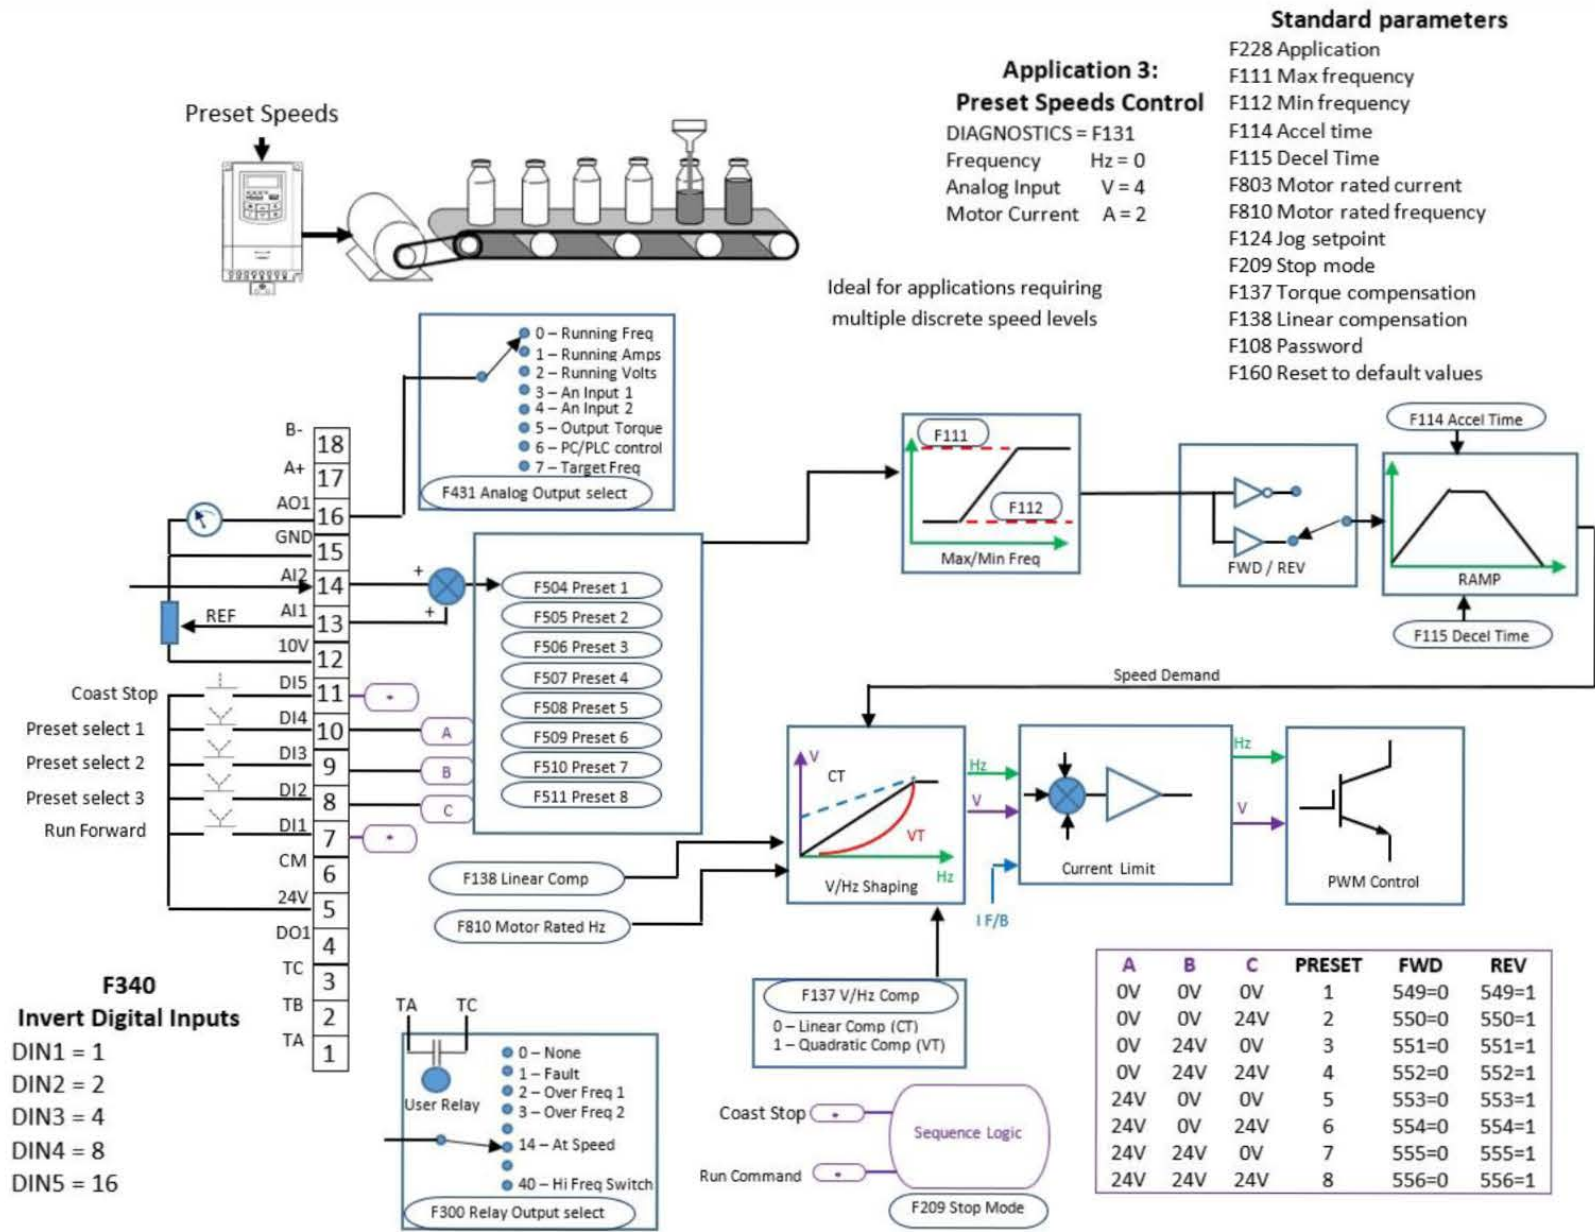 Standard parameters
F228 Application
F111 Max frequency
F112 Min frequency
F114 Accel time
F115 Decel Time
F803 Motor rated current
F810 Motor rated frequency
F124 Jog setpoint
F209 Stop mode
F137 Torque compensation
F138 Linear compensation
F108 Password
F160 Reset to default values
Application 3:
Preset Speeds Control
DIAGNOSTICS = F131
Frequency Hz = 0
Analog Input V = 4
Motor Current A = 2
Ideal for applications requiring
multiple discrete speed levels
Preset Speeds
0 – Running Freq
1 – Running Amps
2 – Running Volts
3 – An Input 1
4 – An Input 2
5 – Output Torque
6 – PC/PLC control
7 – Target Freq
F431 Analog Output select
B- 18
A+ 17
AO1 16
GND 15
AI2 14
REF AI1 13
10V 12
Coast Stop DI5 11 *
Preset select 1 DI4 10 A
Preset select 2 DI3 9 B
Preset select 3 DI2 8 C
Run Forward DI1 7 *
CM 6
24V 5
DO1 4
TC 3
TB 2
TA 1
+
+
F504 Preset 1
F505 Preset 2
F506 Preset 3
F507 Preset 4
F508 Preset 5
F509 Preset 6
F510 Preset 7
F511 Preset 8
F111
F112
Max/Min Freq
FWD / REV
F114 Accel Time
RAMP
F115 Decel Time
Speed Demand
V
CT
VT
Hz
V/Hz Shaping
F138 Linear Comp
F810 Motor Rated Hz
Hz
V
I F/B
Current Limit
Hz
V
PWM Control
F137 V/Hz Comp
0 – Linear Comp (CT)
1 – Quadratic Comp (VT)
F340
Invert Digital Inputs
DIN1 = 1
DIN2 = 2
DIN3 = 4
DIN4 = 8
DIN5 = 16
TA TC
User Relay
0 – None
1 – Fault
2 – Over Freq 1
3 – Over Freq 2
14 – At Speed
40 – Hi Freq Switch
F300 Relay Output select
Coast Stop *
Run Command *
Sequence Logic
F209 Stop Mode
A B C PRESET FWD REV
0V 0V 0V 1 549=0 549=1
0V 0V 24V 2 550=0 550=1
0V 24V 0V 3 551=0 551=1
0V 24V 24V 4 552=0 552=1
24V 0V 0V 5 553=0 553=1
24V 0V 24V 6 554=0 554=1
24V 24V 0V 7 555=0 555=1
24V 24V 24V 8 556=0 556=1